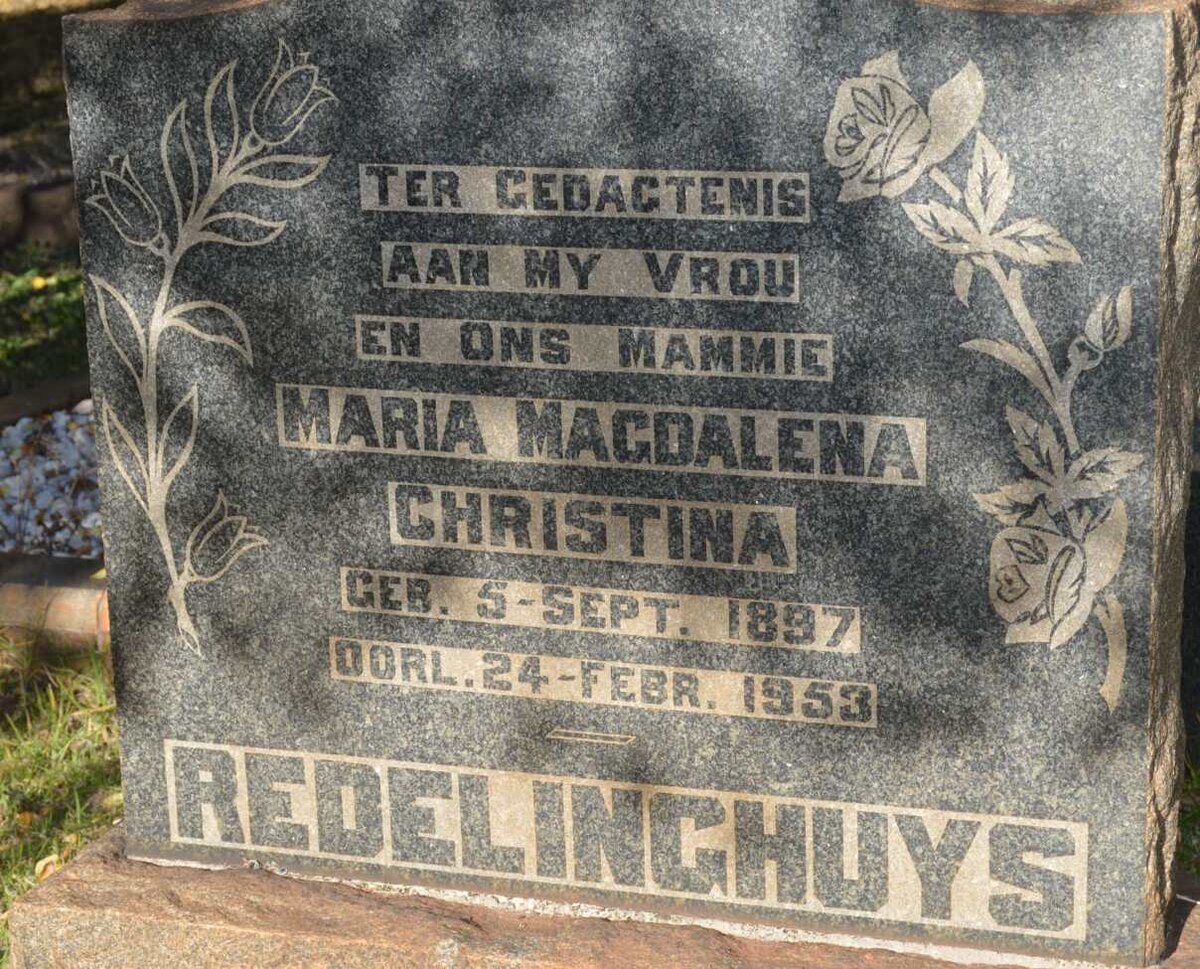 TER GEDACTENIS
AAN MY VROU
EN ONS MAMMIE
MARIA MAGDALENA
CHRISTINA
GEB. 5-SEPT. 1897
OORL. 24-FEBR. 1953
REDELINGHUYS